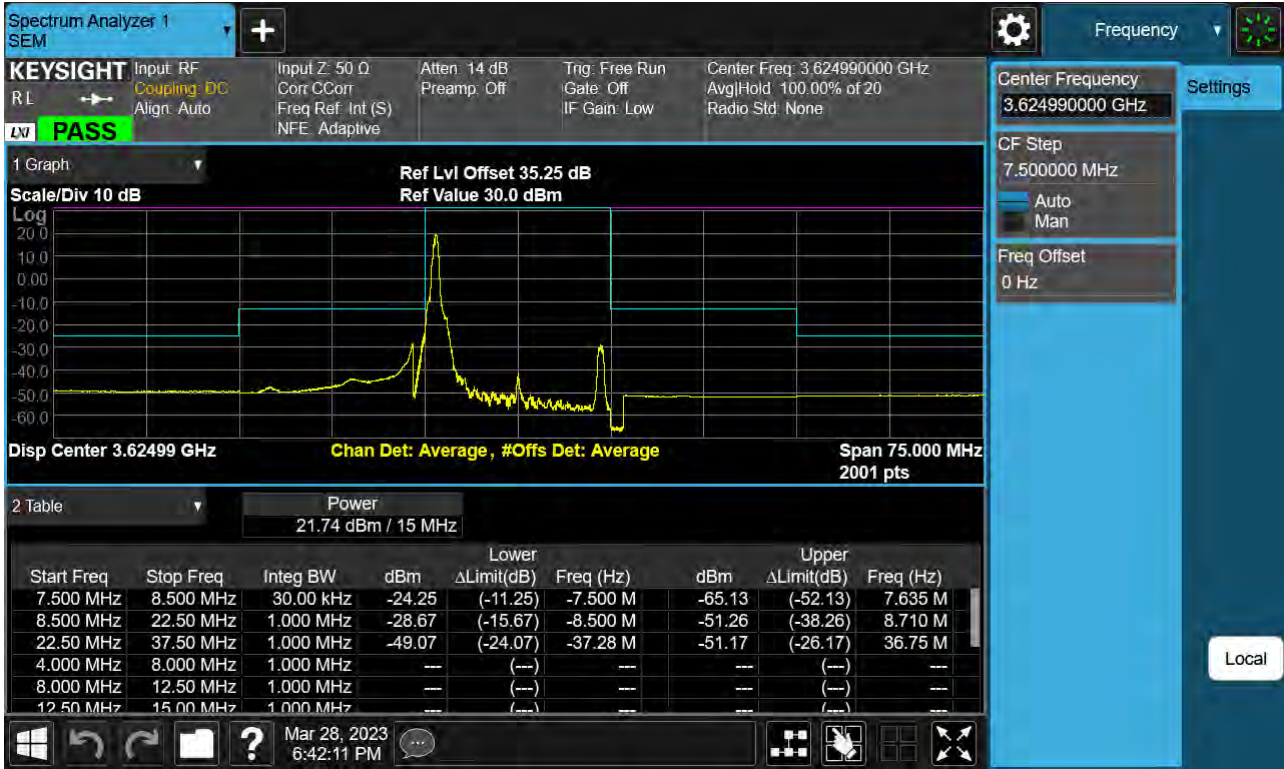 Spectrum Analyzer 1
SEM
+
Frequency
KEYSIGHT
R L
LXI
PASS
Input: RF
Coupling: DC
Align: Auto
Input Z: 50 Ω
Corr CCorr
Freq Ref: Int (S)
NFE: Adaptive
Atten: 14 dB
Preamp: Off
Trig: Free Run
Gate: Off
IF Gain: Low
Center Freq: 3.624990000 GHz
Avg|Hold: 100.00% of 20
Radio Std: None
Center Frequency
3.624990000 GHz
Settings
CF Step
7.500000 MHz
Auto
Man
Freq Offset
0 Hz
Local
1 Graph
Scale/Div 10 dB
Ref Lvl Offset 35.25 dB
Ref Value 30.0 dBm
Log
20.0
10.0
0.00
-10.0
-20.0
-30.0
-40.0
-50.0
-60.0
Disp Center 3.62499 GHz
Chan Det: Average, #Offs Det: Average
Span 75.000 MHz
2001 pts
2 Table
Power
21.74 dBm / 15 MHz
Lower Upper
Start Freq Stop Freq Integ BW dBm ΔLimit(dB) Freq (Hz) dBm ΔLimit(dB) Freq (Hz)
7.500 MHz 8.500 MHz 30.00 kHz -24.25 (-11.25) -7.500 M -65.13 (-52.13) 7.635 M
8.500 MHz 22.50 MHz 1.000 MHz -28.67 (-15.67) -8.500 M -51.26 (-38.26) 8.710 M
22.50 MHz 37.50 MHz 1.000 MHz -49.07 (-24.07) -37.28 M -51.17 (-26.17) 36.75 M
4.000 MHz 8.000 MHz 1.000 MHz --- (---) --- --- (---) ---
8.000 MHz 12.50 MHz 1.000 MHz --- (---) --- --- (---) ---
12.50 MHz 15.00 MHz 1.000 MHz --- (---) --- --- (---) ---
?
Mar 28, 2023
6:42:11 PM